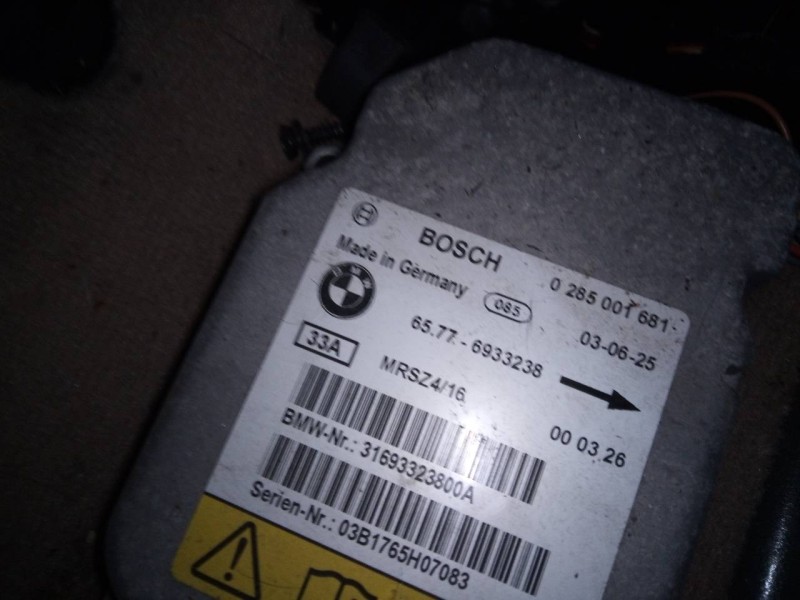 BOSCH
0 285 001 681
Made in Germany
085
03-06-25
BMW
65.77 - 6933238
33A
MRSZ4/16
00 03 26
BMW-Nr.: 31693323800A
Serien-Nr.: 03B1765H07083